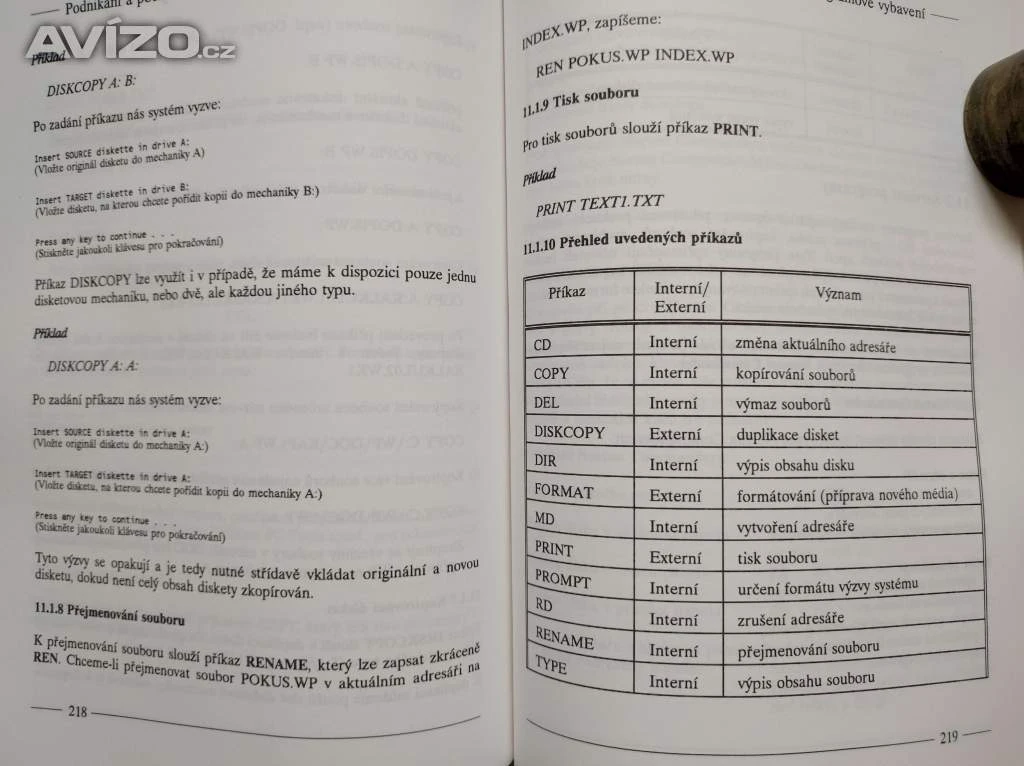 Podnikání a
AVÍZO.cz
Příklad
DISKCOPY A: B:
Po zadání příkazu nás systém vyzve:
Insert SOURCE diskette in drive A:
(Vložte originál disketu do mechaniky A)
Insert TARGET diskette in drive B:
(Vložte disketu, na kterou chcete pořídit kopii do mechaniky B:)
Press any key to continue . . .
(Stiskněte jakoukoli klávesu pro pokračování)
Příkaz DISKCOPY lze využít i v případě, že máme k dispozici pouze jednu
disketovou mechaniku, nebo dvě, ale každou jiného typu.
Příklad
DISKCOPY A: A:
Po zadání příkazu nás systém vyzve:
Insert SOURCE diskette in drive A:
(Vložte originál disketu do mechaniky A:)
Insert TARGET diskette in drive A:
(Vložte disketu, na kterou chcete pořídit kopii do mechaniky A:)
Press any key to continue . . .
(Stiskněte jakoukoli klávesu pro pokračování)
Tyto výzvy se opakují a je tedy nutné střídavě vkládat originální a novou
disketu, dokud není celý obsah diskety zkopírován.
11.1.8 Přejmenování souboru
K přejmenování souboru slouží příkaz RENAME, který lze zapsat zkráceně
REN. Chceme-li přejmenovat soubor POKUS.WP v aktuálním adresáři na
218
vybavení
INDEX.WP, zapíšeme:
REN POKUS.WP INDEX.WP
11.1.9 Tisk souboru
Pro tisk souborů slouží příkaz PRINT.
Příklad
PRINT TEXT1.TXT
11.1.10 Přehled uvedených příkazů
Příkaz Interní/ Význam
Externí
CD Interní změna aktuálního adresáře
COPY Interní kopírování souborů
DEL Interní výmaz souborů
DISKCOPY Externí duplikace disket
DIR Interní výpis obsahu disku
FORMAT Externí formátování (příprava nového média)
MD Interní vytvoření adresáře
PRINT Externí tisk souboru
PROMPT Interní určení formátu výzvy systému
RD Interní zrušení adresáře
RENAME Interní přejmenování souboru
TYPE Interní výpis obsahu souboru
219